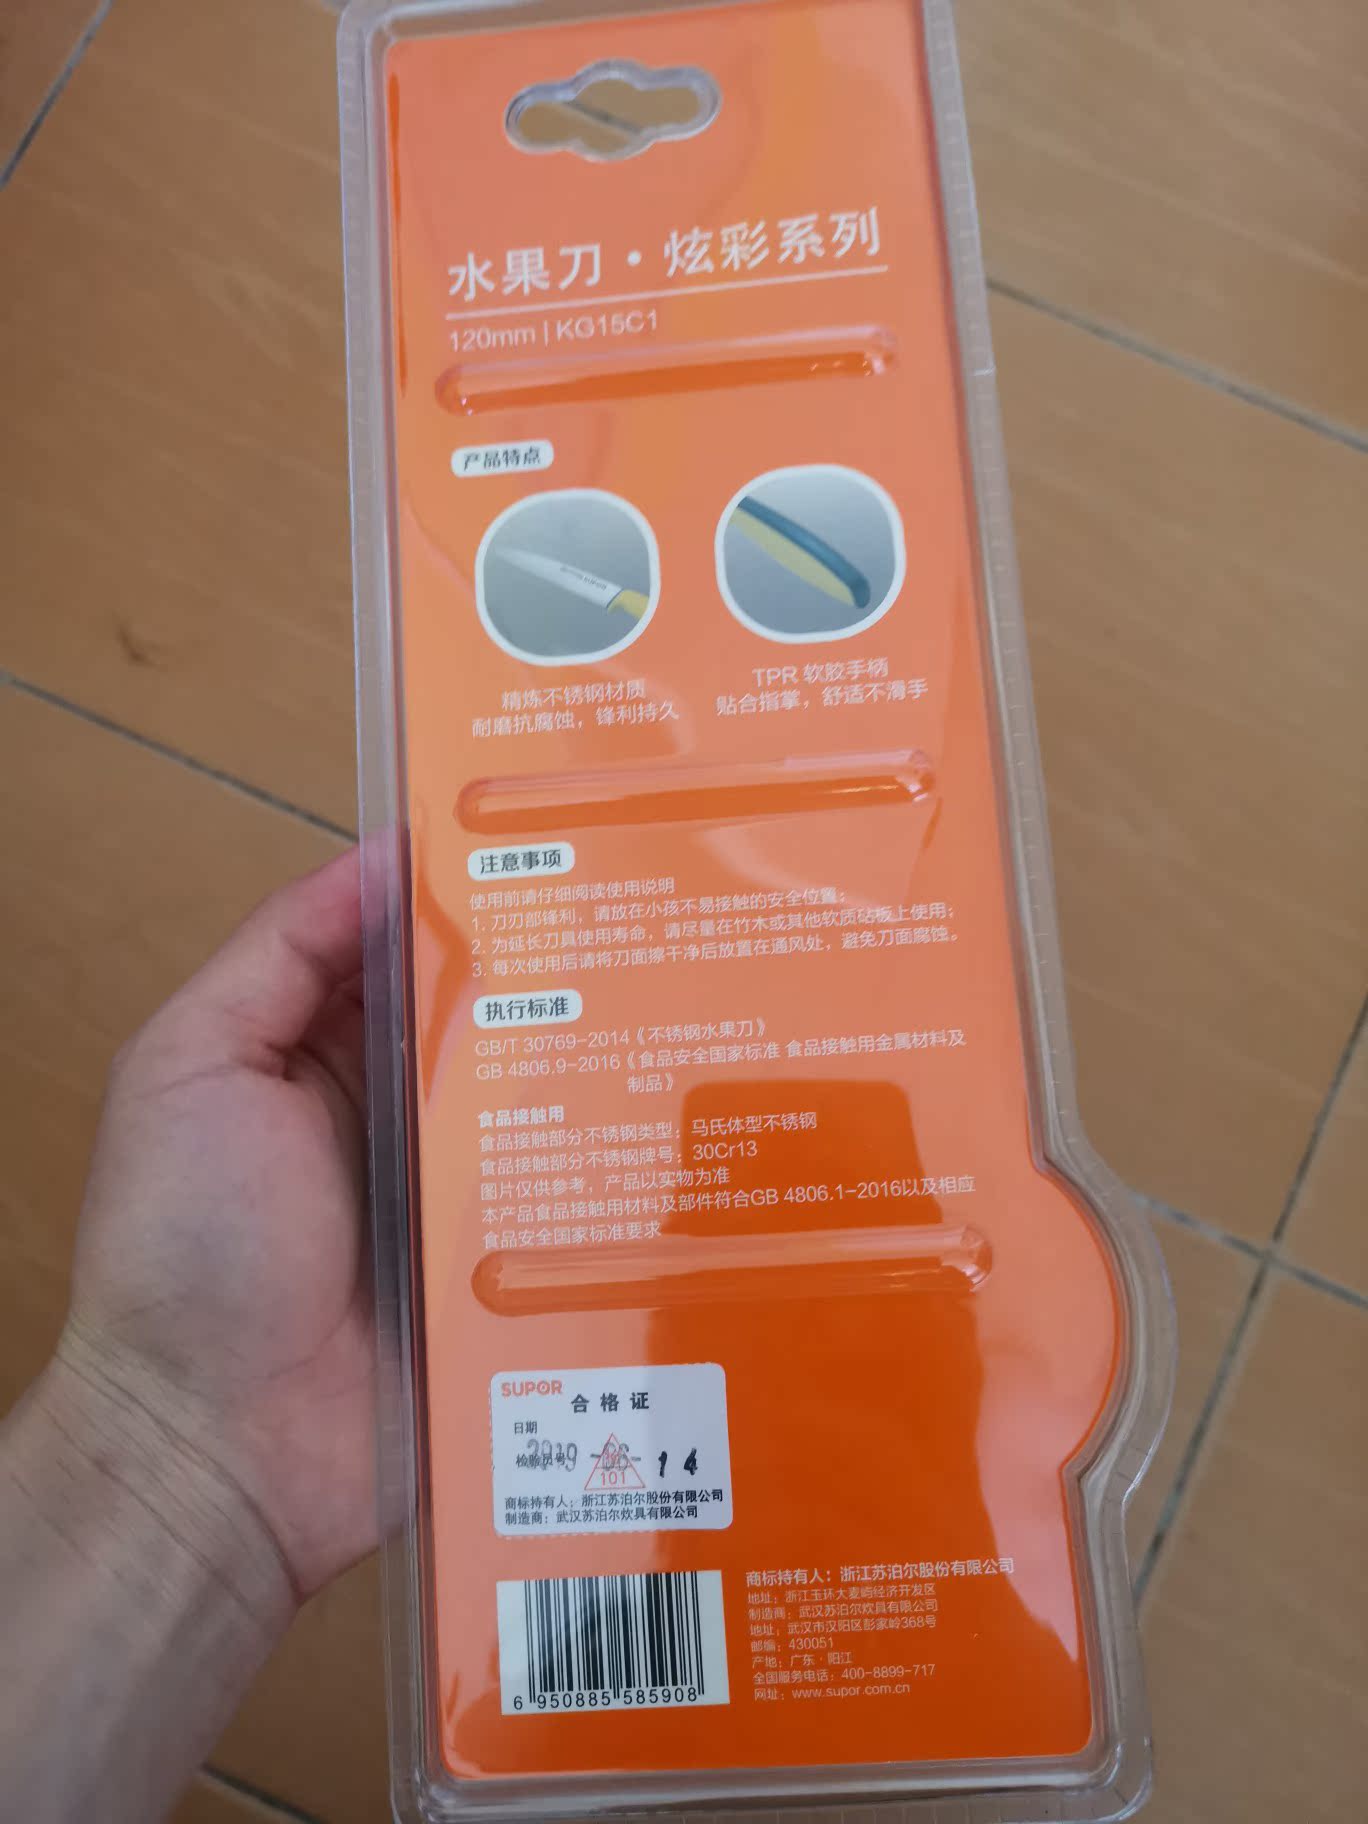 水果刀·炫彩系列
120mm | KG15C1
产品特点
精炼不锈钢材质
耐磨抗腐蚀，锋利持久
TPR 软胶手柄
贴合指掌，舒适不滑手
注意事项
使用前请仔细阅读使用说明
1. 刀刃部锋利，请放在小孩不易接触的安全位置；
2. 为延长刀具使用寿命，请尽量在竹木或其他软质砧板上使用；
3. 每次使用后请将刀面擦干净后放置在通风处，避免刀面腐蚀。
执行标准
GB/T 30769-2014《不锈钢水果刀》
GB 4806.9-2016《食品安全国家标准 食品接触用金属材料及
制品》
食品接触用
食品接触部分不锈钢类型：马氏体型不锈钢
食品接触部分不锈钢牌号：30Cr13
图片仅供参考，产品以实物为准
本产品食品接触用材料及部件符合GB 4806.1-2016以及相应
食品安全国家标准要求
SUPOR
合格证
日期
检验员号
14
101
商标持有人：浙江苏泊尔股份有限公司
制造商：武汉苏泊尔炊具有限公司
6 950885 585908
商标持有人：浙江苏泊尔股份有限公司
地址：浙江玉环大麦屿经济开发区
制造商：武汉苏泊尔炊具有限公司
地址：武汉市汉阳区彭家岭368号
邮编：430051
产地：广东·阳江
全国服务电话：400-8899-717
网址：www.supor.com.cn